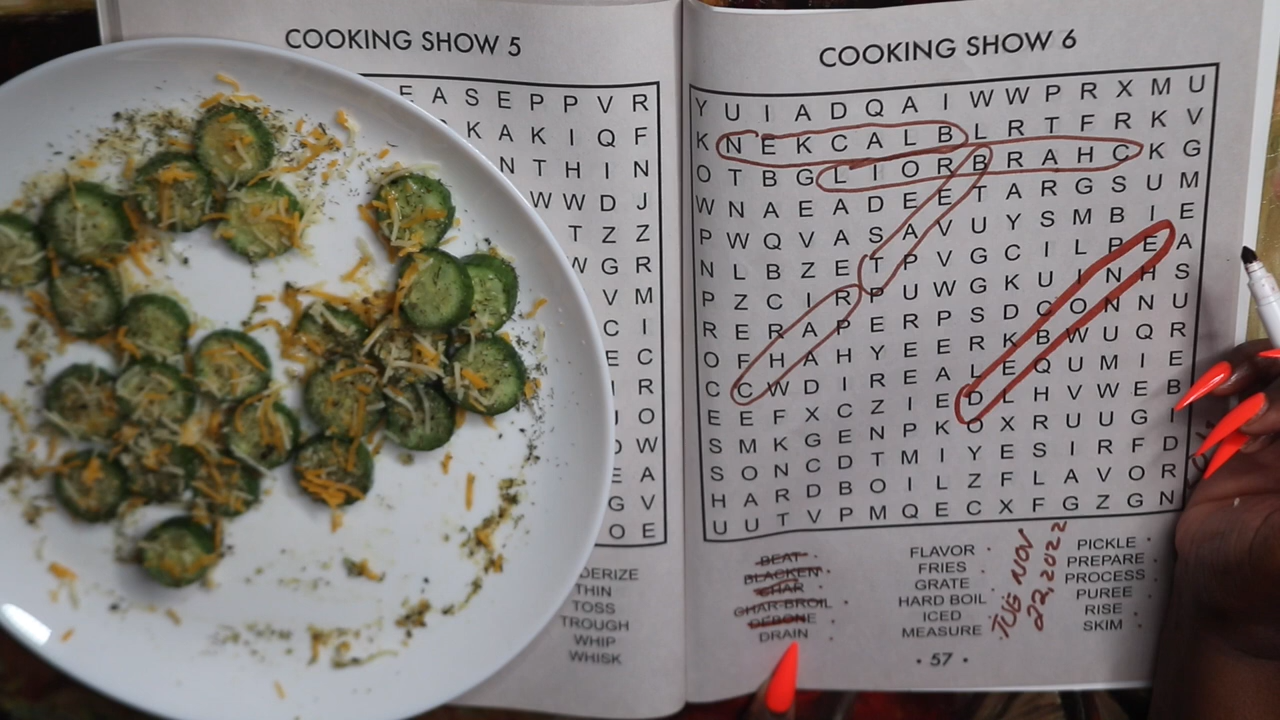 COOKING SHOW 5
E A S E P P V R
K A K I Q F
N T H I N
W W D J
T Z Z
W G R
V M
C I
E C
I R
O
W
E A
G V
O E
DERIZE
THIN
TOSS
TROUGH
WHIP
WHISK
COOKING SHOW 6
Y U I A D Q A I W W P R X M U
K N E K C A L B L R T F R K V
O T B G L I O R B R A H C K G
W N A E A D E E T A R G S U M
P W Q V A S A V U Y S M B I E
N L B Z E T P V G C I L P E A
P Z C I R P U W G K U I N H S
R E R A P E R P S D C O N N U
O F H A H Y E E R K B W U Q R
C C W D I R E A L E Q U M I E
E E F X C Z I E D L H V W E B
S M K G E N P K O X R U U G I
S O N C D T M I Y E S I R F D
H A R D B O I L Z F L A V O R
U U T V P M Q E C X F G Z G N
BEAT
BLACKEN
CHAR
CHAR-BROIL
DEBONE
DRAIN
FLAVOR
FRIES
GRATE
HARD BOIL
ICED
MEASURE
TUE NOV
22, 2022
PICKLE
PREPARE
PROCESS
PUREE
RISE
SKIM
• 57 •